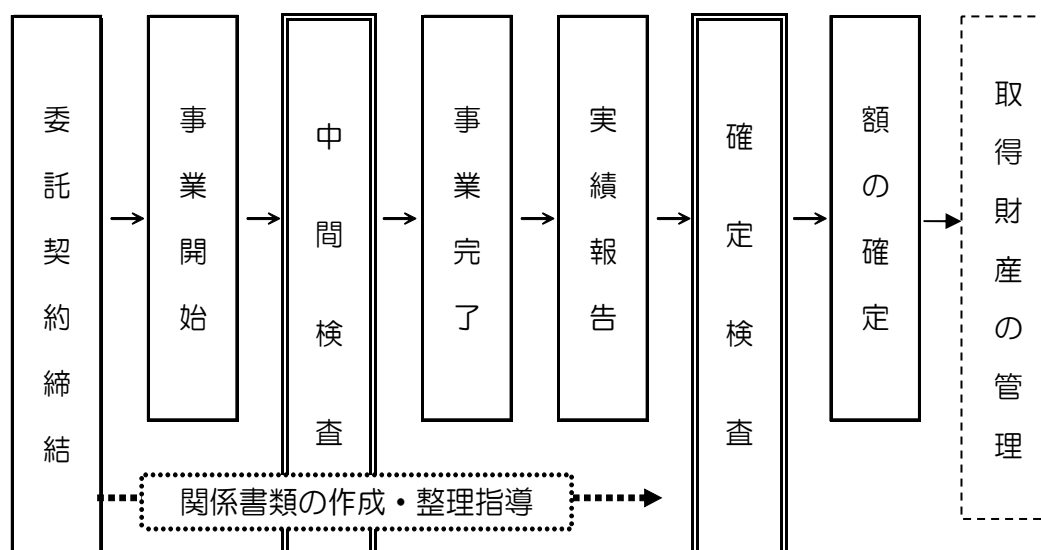 委託契約締結
事業開始
中間検査
事業完了
実績報告
確定検査
額の確定
取得財産の管理
関係書類の作成・整理指導